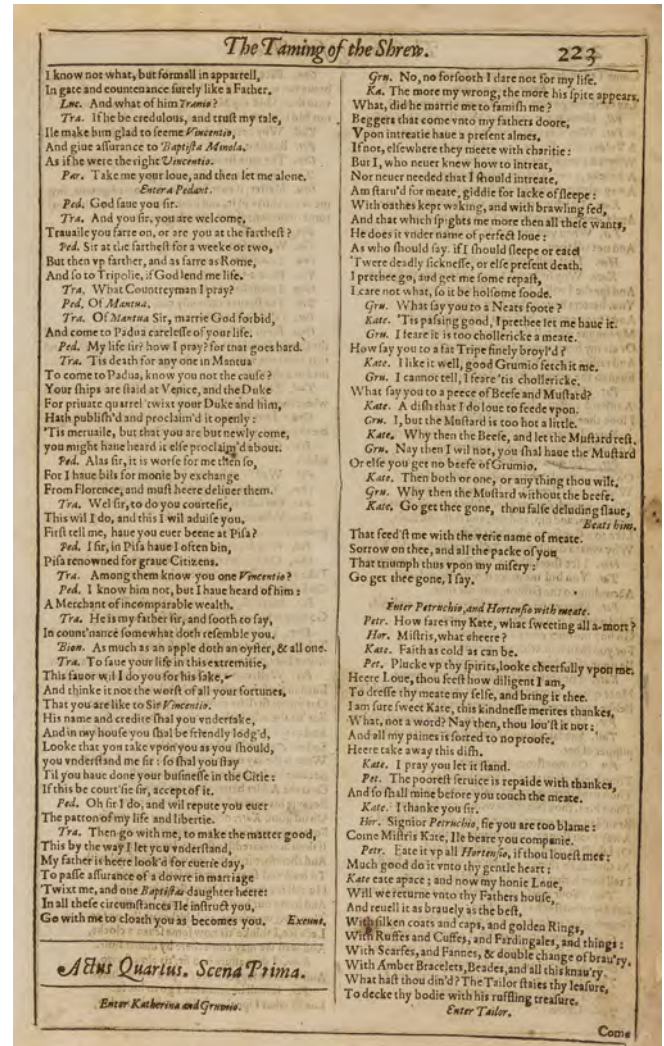 The Taming of the Shrew. 223
I know not what, but formall in apparrell,
In gate and countenance ſurely like a Father.
Luc. And what of him Tranio?
Tra. If he be credulous, and truſt my tale,
Ile make him glad to ſeeme Vincentio,
And giue aſſurance to Baptiſta Minola.
As if he were the right Vincentio.
Par. Take me your loue, and then let me alone.
Enter a Pedant.
Ped. God ſaue you ſir.
Tra. And you ſir, you are welcome,
Trauaile you farre on, or are you at the fartheſt?
Ped. Sir at the fartheſt for a weeke or two,
But then vp farther, and as farre as Rome,
And ſo to Tripolie, if God lend me life.
Tra. What Countreyman I pray?
Ped. Of Mantua.
Tra. Of Mantua Sir, marrie God forbid,
And come to Padua careleſſe of your life.
Ped. My life ſir? how I pray? for that goes hard.
Tra. 'Tis death for any one in Mantua
To come to Padua, know you not the cauſe?
Your ſhips are ſtaid at Venice, and the Duke
For priuate quarrel 'twixt your Duke and him,
Hath publiſh'd and proclaim'd it openly:
'Tis meruaile, but that you are but newly come,
you might haue heard it elſe proclaim'd about.
Ped. Alas ſir, it is worſe for me then ſo,
For I haue bils for monie by exchange
From Florence, and muſt heere deliuer them.
Tra. Wel ſir, to do you courteſie,
This wil I do, and this I wil aduiſe you,
Firſt tell me, haue you euer beene at Piſa?
Ped. I ſir, in Piſa haue I often bin,
Piſa renowned for graue Citizens.
Tra. Among them know you one Vincentio?
Ped. I know him not, but I haue heard of him:
A Merchant of incomparable wealth.
Tra. He is my father ſir, and ſooth to ſay,
In count'nance ſomewhat doth reſemble you.
Bion. As much as an apple doth an oyſter, & all one.
Tra. To ſaue your life in this extremitie,
This fauor wil I do you for his ſake,
And thinke it not the worſt of all your fortunes,
That you are like to Sir Vincentio.
His name and credite ſhal you vndertake,
And in my houſe you ſhal be friendly lodg'd,
Looke that you take vpon you as you ſhould,
you vnderſtand me ſir: ſo ſhal you ſtay
Til you haue done your buſineſſe in the Citie:
If this be court'ſie ſir, accept of it.
Ped. Oh ſir I do, and wil repute you euer
The patron of my life and libertie.
Tra. Then go with me, to make the matter good,
This by the way I let you vnderſtand,
My father is heere look'd for euerie day,
To paſſe aſſurance of a dowre in marriage
'Twixt me, and one Baptiſtas daughter heere:
In all theſe circumſtances Ile inſtruct you,
Go with me to cloath you as becomes you. Exeunt.
Actus Quartus. Scena Prima.
Enter Katherina and Grumio.
Gru. No, no forſooth I dare not for my life.
Ka. The more my wrong, the more his ſpite appears.
What, did he marrie me to famiſh me?
Beggers that come vnto my fathers doore,
Vpon intreatie haue a preſent almes,
If not, elſewhere they meete with charitie:
But I, who neuer knew how to intreat,
Nor neuer needed that I ſhould intreate,
Am ſtaru'd for meate, giddie for lacke of ſleepe:
With oathes kept waking, and with brawling fed,
And that which ſpights me more then all theſe wants,
He does it vnder name of perfect loue:
As who ſhould ſay. if I ſhould ſleepe or eate
'Twere deadly ſickneſſe, or elſe preſent death.
I prethee go, and get me ſome repaſt,
I care not what, ſo it be holſome foode.
Gru. What ſay you to a Neats foote?
Kate. 'Tis paſsing good, I prethee let me haue it.
Gru. I feare it is too chollericke a meate.
How ſay you to a fat Tripe finely broyl'd?
Kate. I like it well, good Grumio fetch it me.
Gru. I cannot tell, I feare 'tis chollericke.
What ſay you to a peece of Beefe and Muſtard?
Kate. A diſh that I do loue to feede vpon.
Gru. I, but the Muſtard is too hot a little.
Kate. Why then the Beefe, and let the Muſtard reſt.
Gru. Nay then I wil not, you ſhal haue the Muſtard
Or elſe you get no beefe of Grumio.
Kate. Then both or one, or any thing thou wilt.
Gru. Why then the Muſtard without the beefe.
Kate. Go get thee gone, thou falſe deluding ſlaue,
Beats him.
That feed'ſt me with the verie name of meate.
Sorrow on thee, and all the packe of you
That triumph thus vpon my miſery:
Go get thee gone, I ſay.
Enter Petruchio, and Hortenſio with meate.
Petr. How fares my Kate, what ſweeting all a-mort?
Hor. Miſtris, what cheere?
Kate. Faith as cold as can be.
Pet. Plucke vp thy ſpirits, looke cheerfully vpon me.
Heere Loue, thou ſeeſt how diligent I am,
To dreſſe thy meate my ſelfe, and bring it thee.
I am ſure ſweet Kate, this kindneſſe merites thankes,
What, not a word? Nay then, thou lou'ſt it not:
And all my paines is ſorted to no proofe.
Heere take away this diſh.
Kate. I pray you let it ſtand.
Pet. The pooreſt ſeruice is repaide with thankes,
And ſo ſhall mine before you touch the meate.
Kate. I thanke you ſir.
Hor. Signior Petruchio, fie you are too blame:
Come Miſtris Kate, Ile beare you companie.
Petr. Eate it vp all Hortenſio, if thou loueſt mee:
Much good do it vnto thy gentle heart:
Kate eate apace; and now my honie Loue,
Will we returne vnto thy Fathers houſe,
And reuell it as brauely as the beſt,
With ſilken coats and caps, and golden Rings,
With Ruffes and Cuffes, and Fardingales, and things:
With Scarfes, and Fannes, & double change of brau'ry,
With Amber Bracelets, Beades, and all this knau'ry.
What haſt thou din'd? The Tailor ſtaies thy leaſure,
To decke thy bodie with his ruffling treaſure.
Enter Tailor.
Come